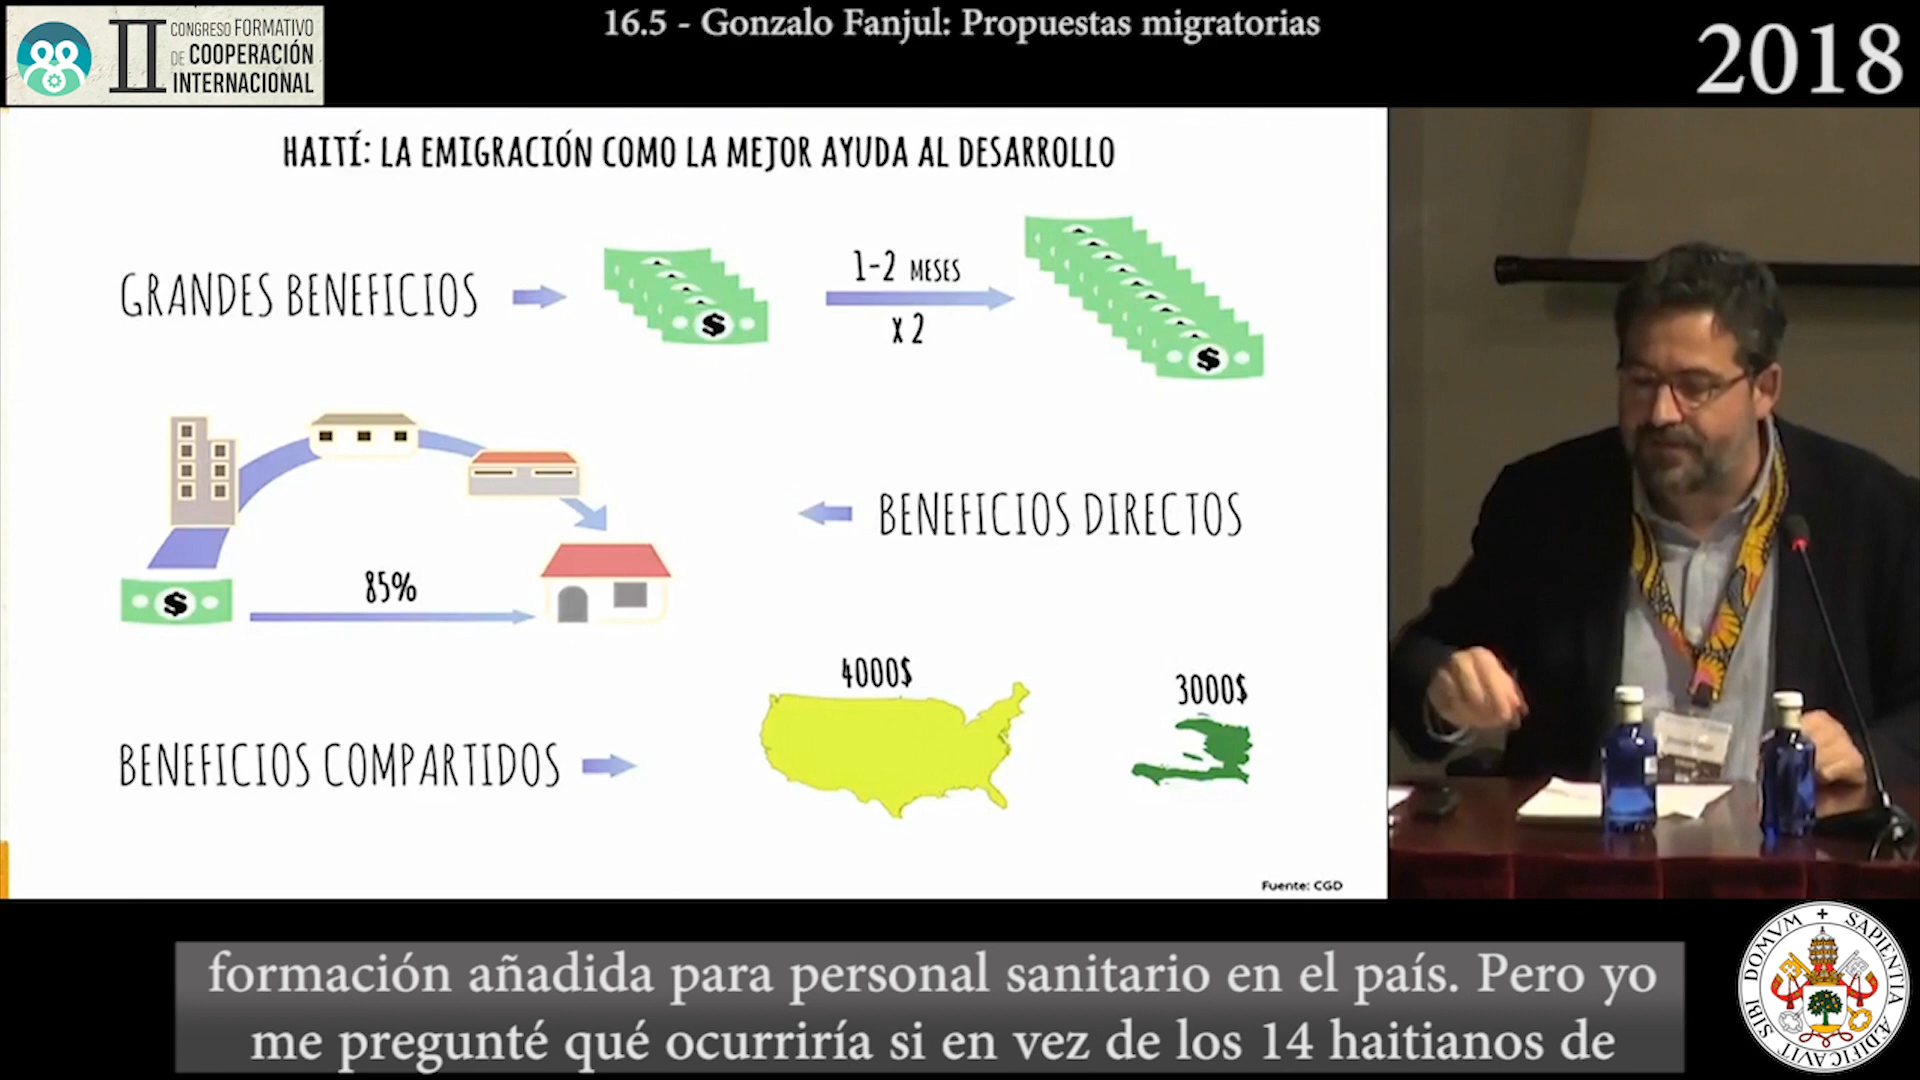 16.5 - Gonzalo Fanjul: Propuestas migratorias
2018
II
CONGRESO FORMATIVO
DE COOPERACIÓN
INTERNACIONAL
HAITÍ: LA EMIGRACIÓN COMO LA MEJOR AYUDA AL DESARROLLO
GRANDES BENEFICIOS
1-2 MESES
x 2
$
$
BENEFICIOS DIRECTOS
85%
$
4000$
3000$
BENEFICIOS COMPARTIDOS
Fuente: CGD
formación añadida para personal sanitario en el país. Pero yo
me pregunté qué ocurriría si en vez de los 14 haitianos de
SIBI DOMVM SAPIENTIA ÆDIFICAVIT